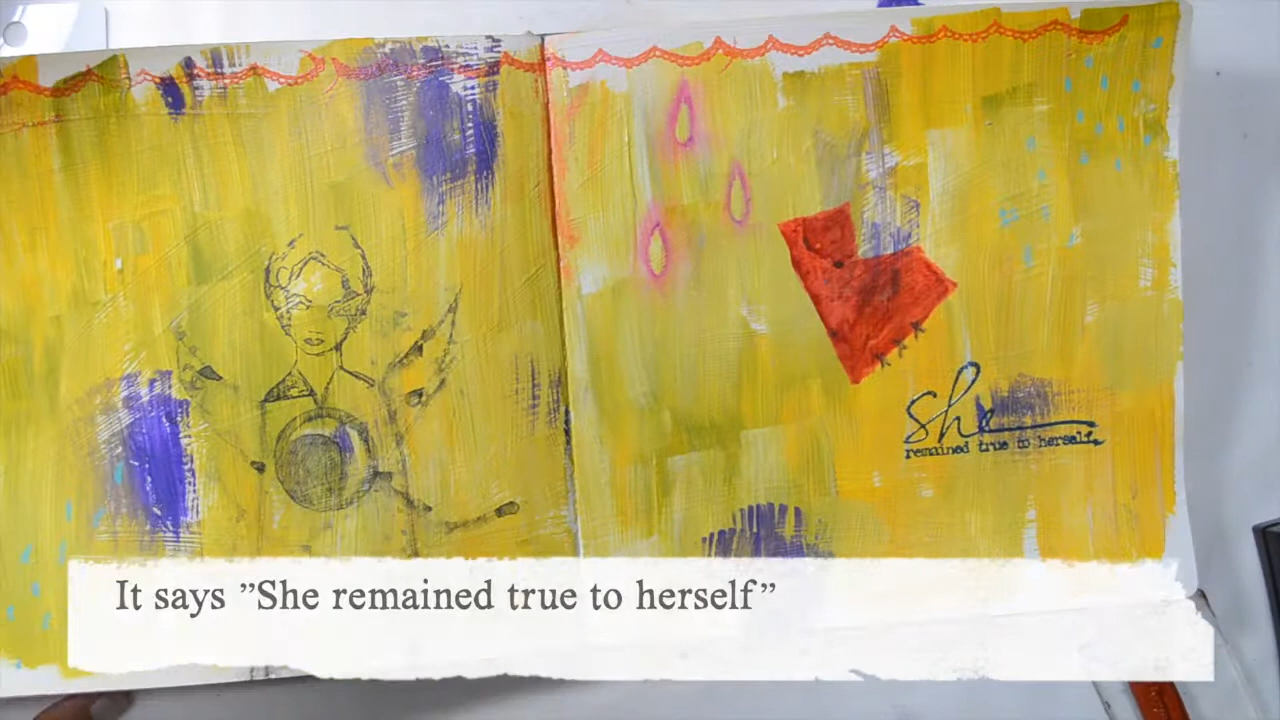 She
remained true to herself.
It says ”She remained true to herself”